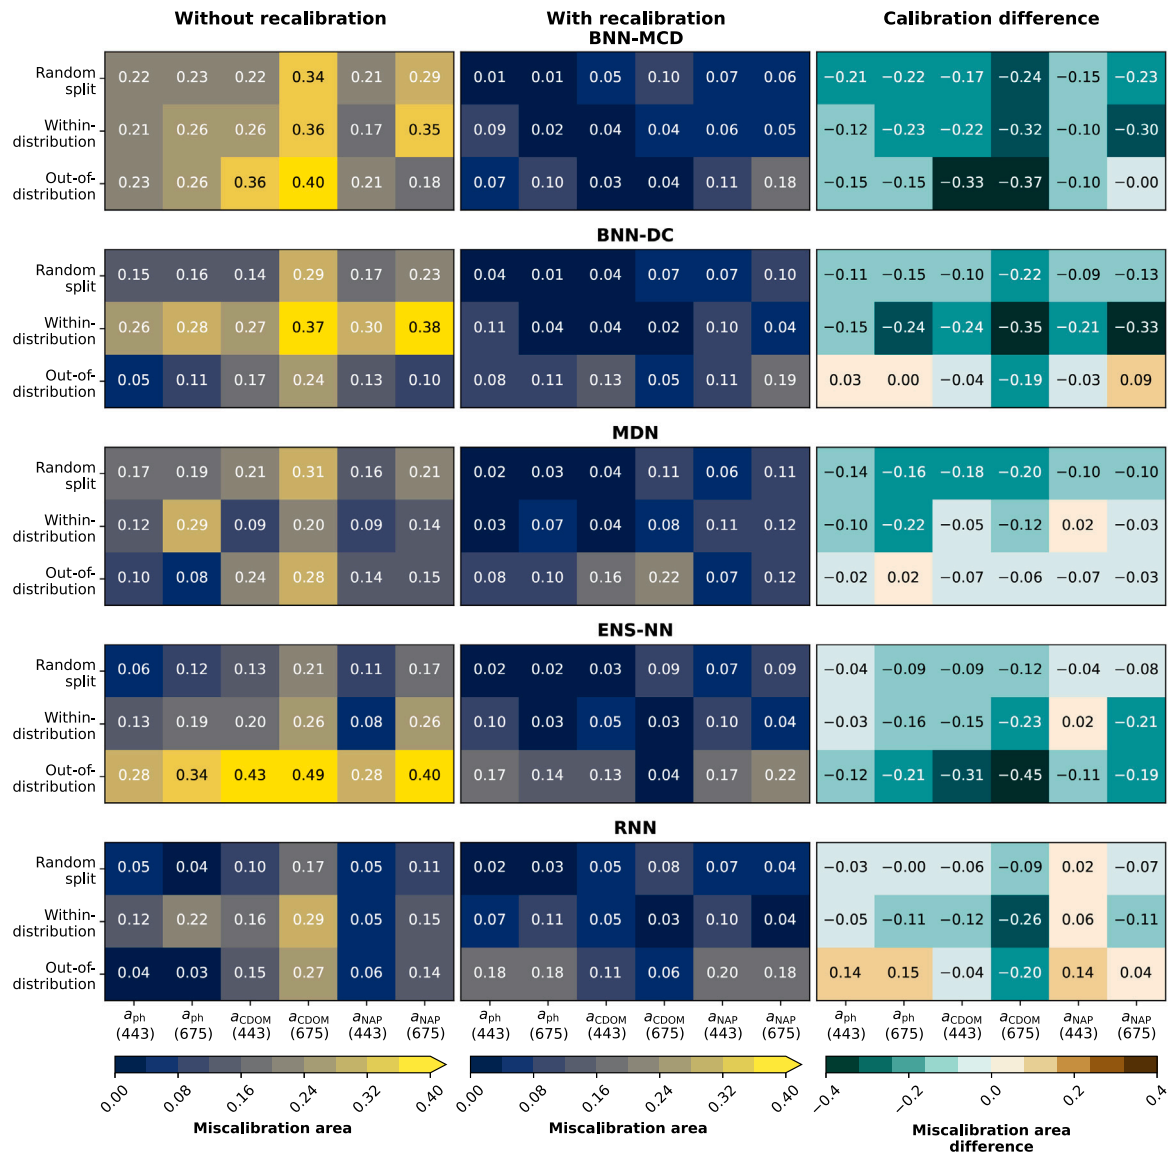 Without recalibration With recalibration Calibration difference
BNN-MCD
Random split 0.22 0.23 0.22 0.34 0.21 0.29 0.01 0.01 0.05 0.10 0.07 0.06 −0.21 −0.22 −0.17 −0.24 −0.15 −0.23
Within-distribution 0.21 0.26 0.26 0.36 0.17 0.35 0.09 0.02 0.04 0.04 0.06 0.05 −0.12 −0.23 −0.22 −0.32 −0.10 −0.30
Out-of-distribution 0.23 0.26 0.36 0.40 0.21 0.18 0.07 0.10 0.03 0.04 0.11 0.18 −0.15 −0.15 −0.33 −0.37 −0.10 −0.00
BNN-DC
Random split 0.15 0.16 0.14 0.29 0.17 0.23 0.04 0.01 0.04 0.07 0.07 0.10 −0.11 −0.15 −0.10 −0.22 −0.09 −0.13
Within-distribution 0.26 0.28 0.27 0.37 0.30 0.38 0.11 0.04 0.04 0.02 0.10 0.04 −0.15 −0.24 −0.24 −0.35 −0.21 −0.33
Out-of-distribution 0.05 0.11 0.17 0.24 0.13 0.10 0.08 0.11 0.13 0.05 0.11 0.19 0.03 0.00 −0.04 −0.19 −0.03 0.09
MDN
Random split 0.17 0.19 0.21 0.31 0.16 0.21 0.02 0.03 0.04 0.11 0.06 0.11 −0.14 −0.16 −0.18 −0.20 −0.10 −0.10
Within-distribution 0.12 0.29 0.09 0.20 0.09 0.14 0.03 0.07 0.04 0.08 0.11 0.12 −0.10 −0.22 −0.05 −0.12 0.02 −0.03
Out-of-distribution 0.10 0.08 0.24 0.28 0.14 0.15 0.08 0.10 0.16 0.22 0.07 0.12 −0.02 0.02 −0.07 −0.06 −0.07 −0.03
ENS-NN
Random split 0.06 0.12 0.13 0.21 0.11 0.17 0.02 0.02 0.03 0.09 0.07 0.09 −0.04 −0.09 −0.09 −0.12 −0.04 −0.08
Within-distribution 0.13 0.19 0.20 0.26 0.08 0.26 0.10 0.03 0.05 0.03 0.10 0.04 −0.03 −0.16 −0.15 −0.23 0.02 −0.21
Out-of-distribution 0.28 0.34 0.43 0.49 0.28 0.40 0.17 0.14 0.13 0.04 0.17 0.22 −0.12 −0.21 −0.31 −0.45 −0.11 −0.19
RNN
Random split 0.05 0.04 0.10 0.17 0.05 0.11 0.02 0.03 0.05 0.08 0.07 0.04 −0.03 −0.00 −0.06 −0.09 0.02 −0.07
Within-distribution 0.12 0.22 0.16 0.29 0.05 0.15 0.07 0.11 0.05 0.03 0.10 0.04 −0.05 −0.11 −0.12 −0.26 0.06 −0.11
Out-of-distribution 0.04 0.03 0.15 0.27 0.06 0.14 0.18 0.18 0.11 0.06 0.20 0.18 0.14 0.15 −0.04 −0.20 0.14 0.04
aph aph aCDOM aCDOM aNAP aNAP aph aph aCDOM aCDOM aNAP aNAP aph aph aCDOM aCDOM aNAP aNAP
(443) (675) (443) (675) (443) (675) (443) (675) (443) (675) (443) (675) (443) (675) (443) (675) (443) (675)
0.00 0.08 0.16 0.24 0.32 0.40 0.00 0.08 0.16 0.24 0.32 0.40 −0.4 −0.2 0.0 0.2 0.4
Miscalibration area Miscalibration area Miscalibration area
difference